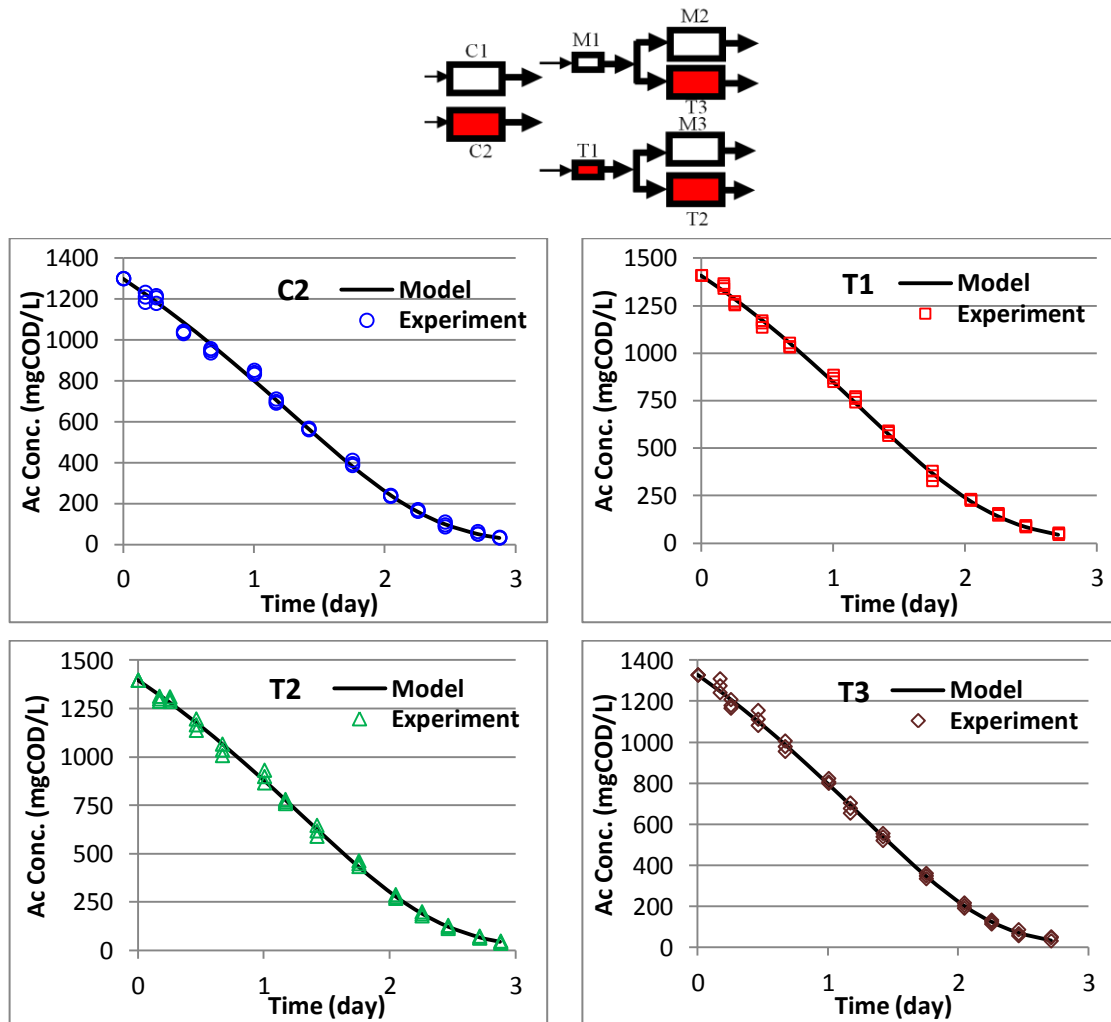 M2
C1
M1
T3
M3
C2
T1
T2
1400
1200
1000
800
600
400
200
0
0 1 2 3
Ac Conc. (mgCOD/L)
Time (day)
C2
Model
Experiment
1500
1250
1000
750
500
250
0
0 1 2 3
Ac Conc. (mgCOD/L)
Time (day)
T1
Model
Experiment
1500
1250
1000
750
500
250
0
0 1 2 3
Ac Conc. (mgCOD/L)
Time (day)
T2
Model
Experiment
1400
1200
1000
800
600
400
200
0
0 1 2 3
Ac Conc. (mgCOD/L)
Time (day)
T3
Model
Experiment